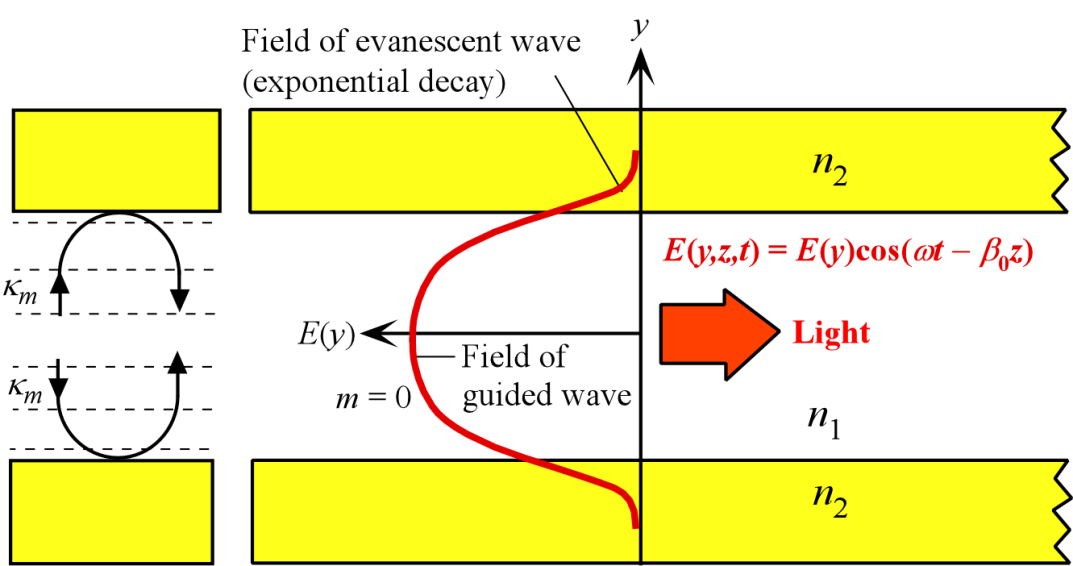 y
Field of evanescent wave
(exponential decay)
n₂
E(y,z,t) = E(y)cos(ωt − β₀z)
κₘ
E(y)
Light
Field of
guided wave
m = 0
κₘ
n₁
n₂